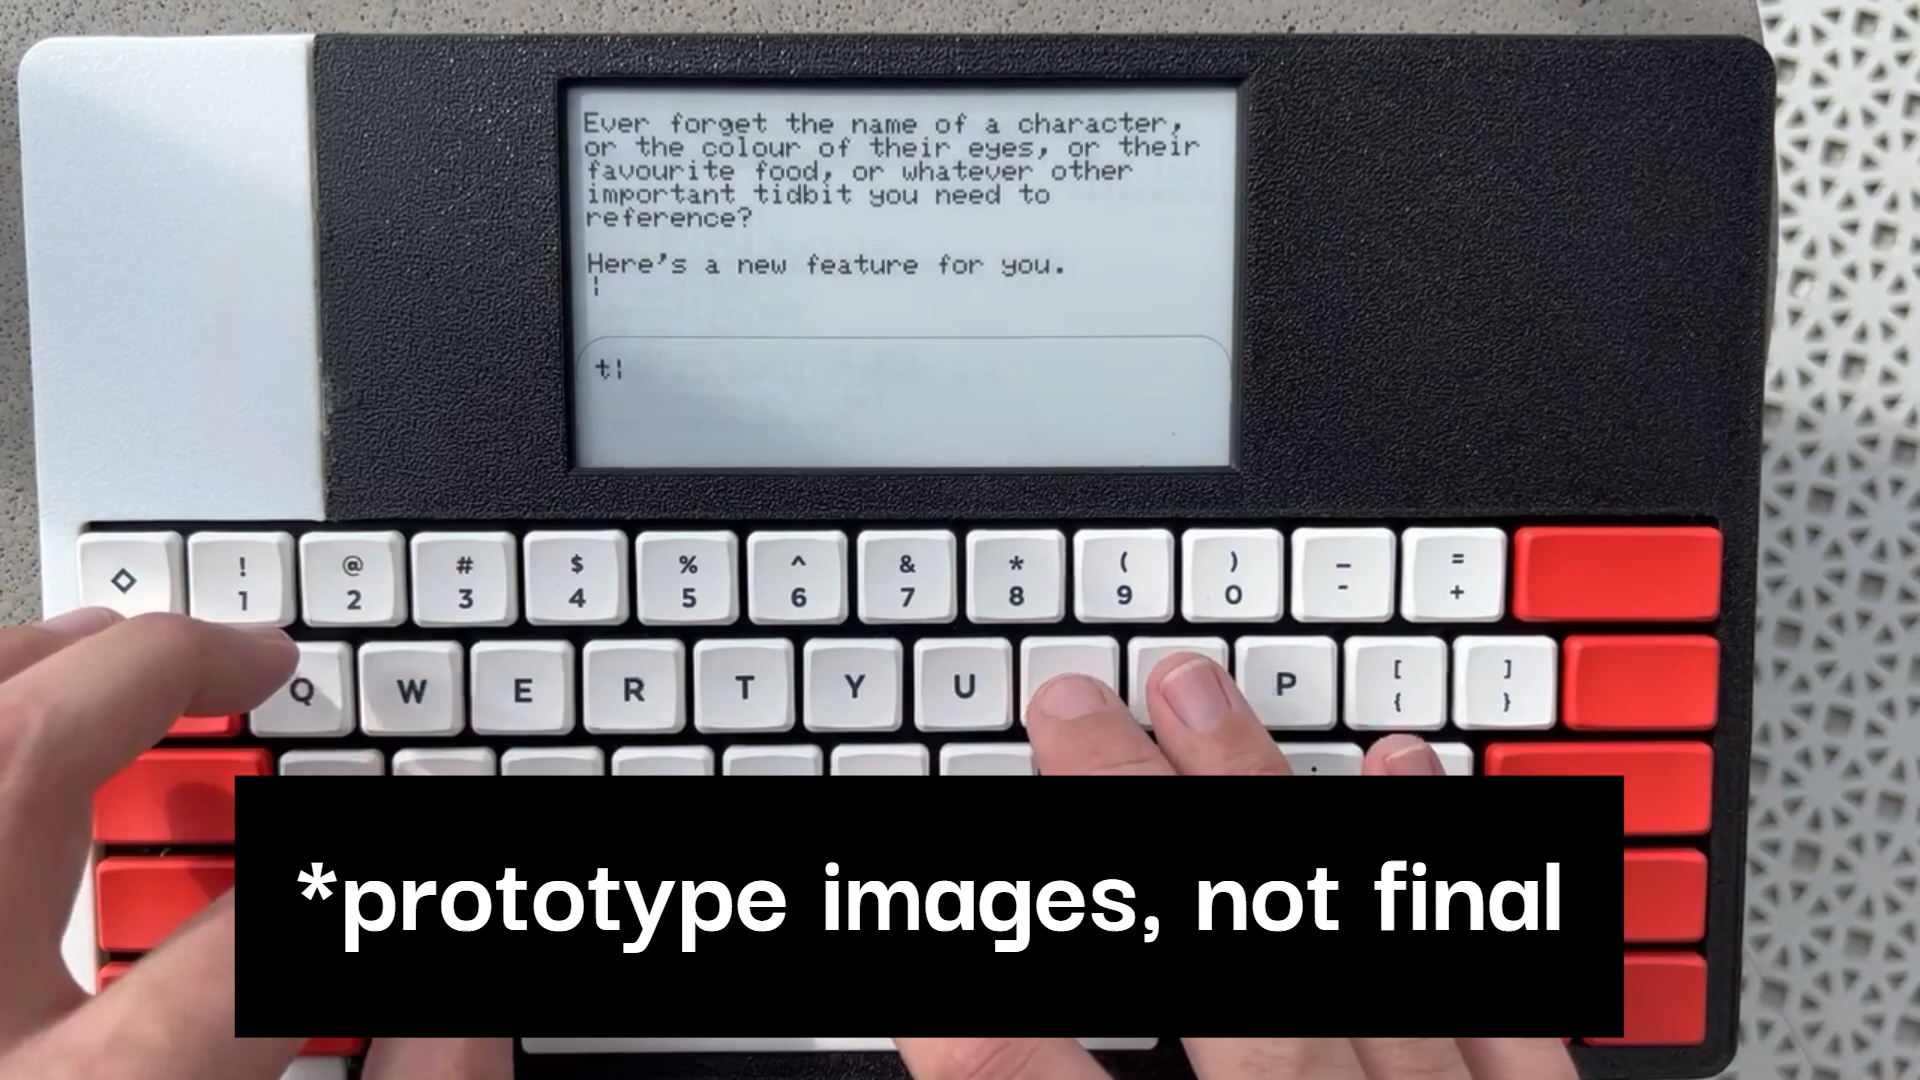 Ever forget the name of a character,
or the colour of their eyes, or their
favourite food, or whatever other
important tidbit you need to
reference?
Here's a new feature for you.
t
! @ # $ % ^ & * ( ) _ =
1 2 3 4 5 6 7 8 9 0 - +
Q W E R T Y U P [ ]
{ }
*prototype images, not final